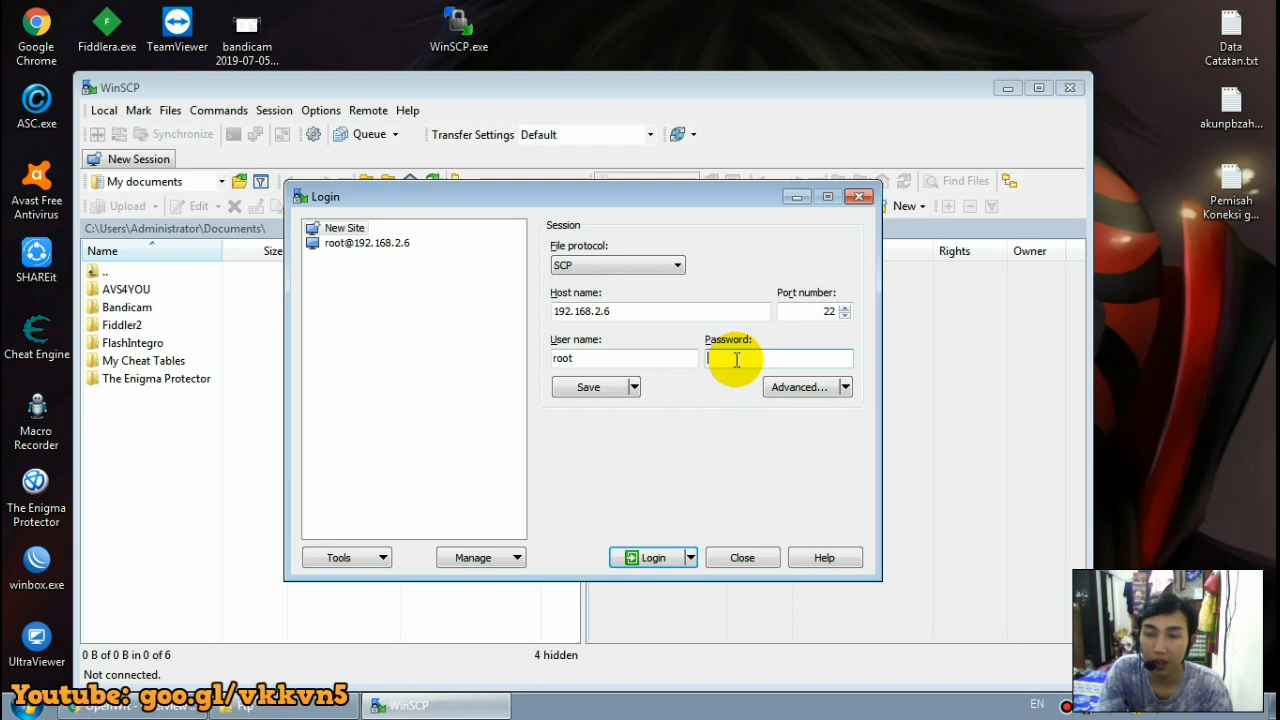 Google
Chrome
Fiddlera.exe
TeamViewer
bandicam
2019-07-05...
WinSCP.exe
Data
Catatan.txt
ASC.exe
akunpbzah...
Avast Free
Antivirus
Pemisah
Koneksi g...
SHAREit
Cheat Engine
Macro
Recorder
The Enigma
Protector
winbox.exe
UltraViewer
WinSCP
Local Mark Files Commands Session Options Remote Help
Synchronize Queue Transfer Settings Default
New Session
My documents Find Files
Upload Edit New
C:\Users\Administrator\Documents\
Name Size Rights Owner
..
AVS4YOU
Bandicam
Fiddler2
FlashIntegro
My Cheat Tables
The Enigma Protector
Login
New Site
root@192.168.2.6
Session
File protocol:
SCP
Host name: Port number:
192.168.2.6 22
User name: Password:
root
Save Advanced...
Tools Manage Login Close Help
0 B of 0 B in 0 of 6 4 hidden
Not connected.
Youtube: goo.gl/vkkvn5
WinSCP
EN